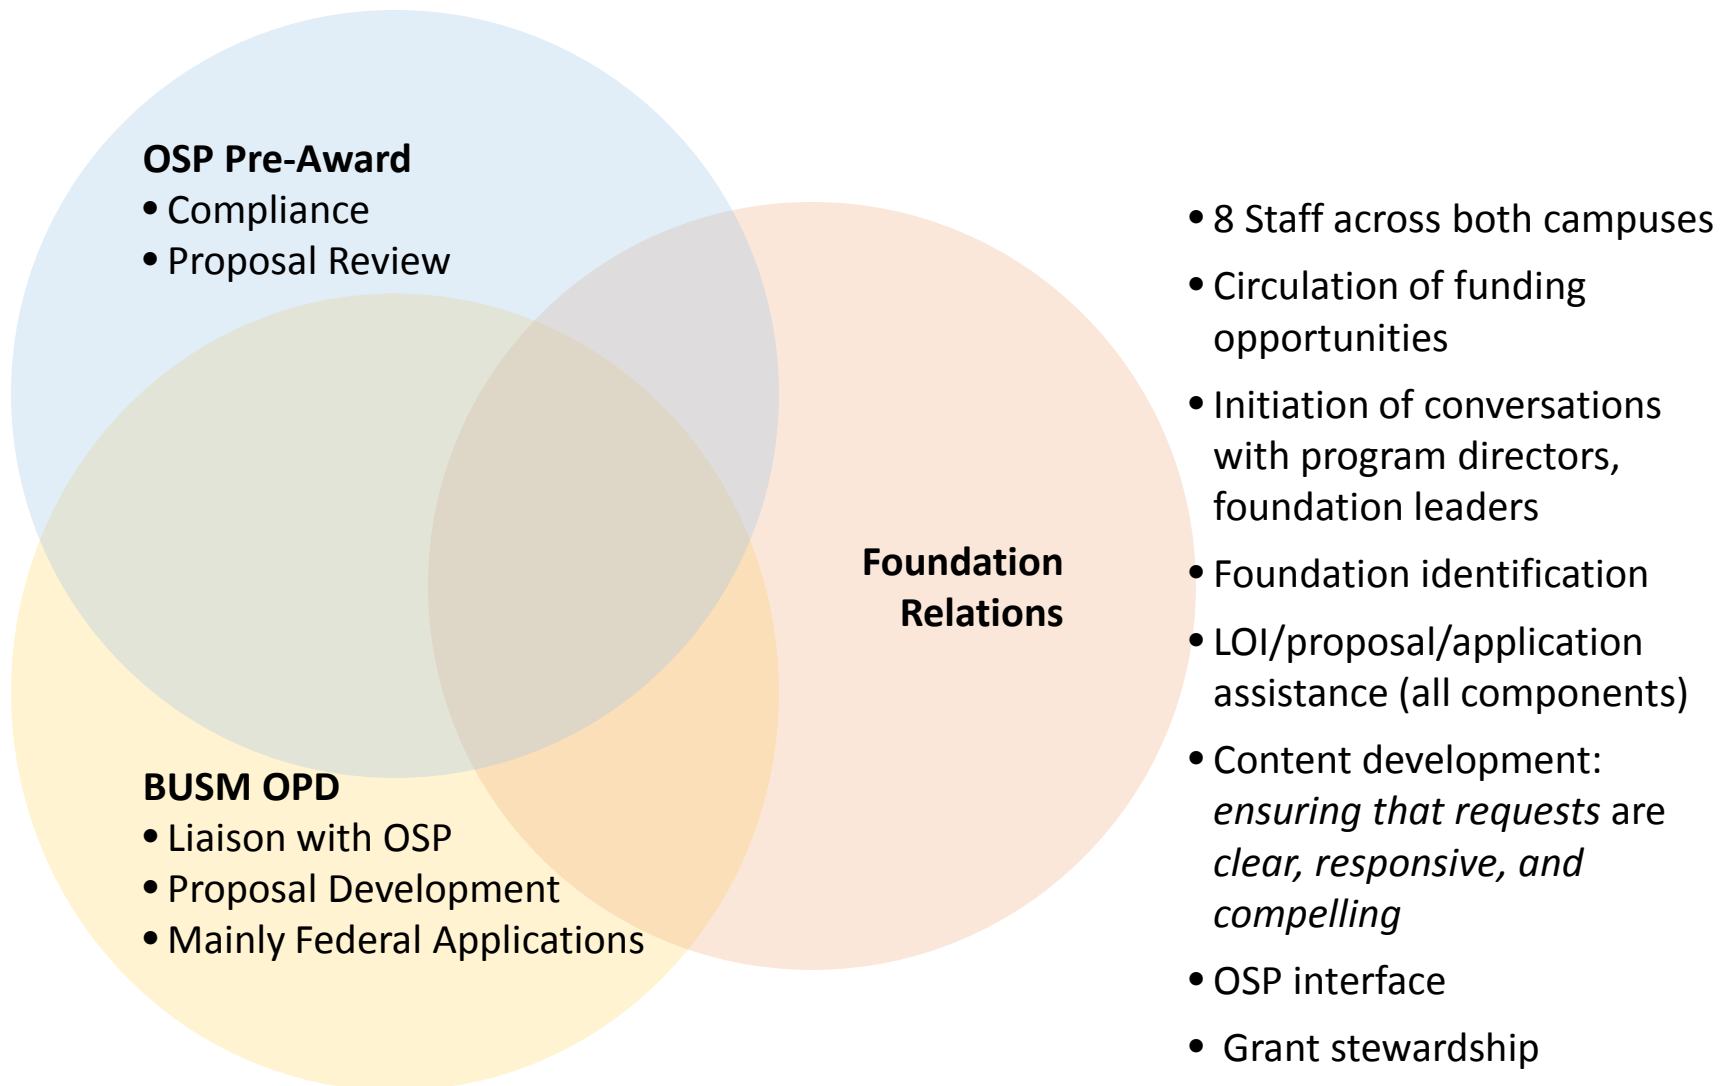 OSP Pre-Award
• Compliance
• Proposal Review
BUSM OPD
• Liaison with OSP
• Proposal Development
• Mainly Federal Applications
Foundation
Relations
• 8 Staff across both campuses
• Circulation of funding
opportunities
• Initiation of conversations
with program directors,
foundation leaders
• Foundation identification
• LOI/proposal/application
assistance (all components)
• Content development:
ensuring that requests are
clear, responsive, and
compelling
• OSP interface
• Grant stewardship